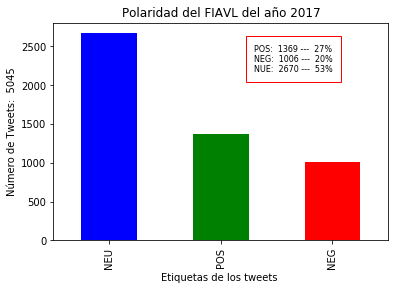 Polaridad del FIAVL del año 2017
POS:  1369 ---  27%
NEG:  1006 ---  20%
NUE:  2670 ---  53%
Número de Tweets:  5045
2500
2000
1500
1000
500
0
NEU
POS
NEG
Etiquetas de los tweets